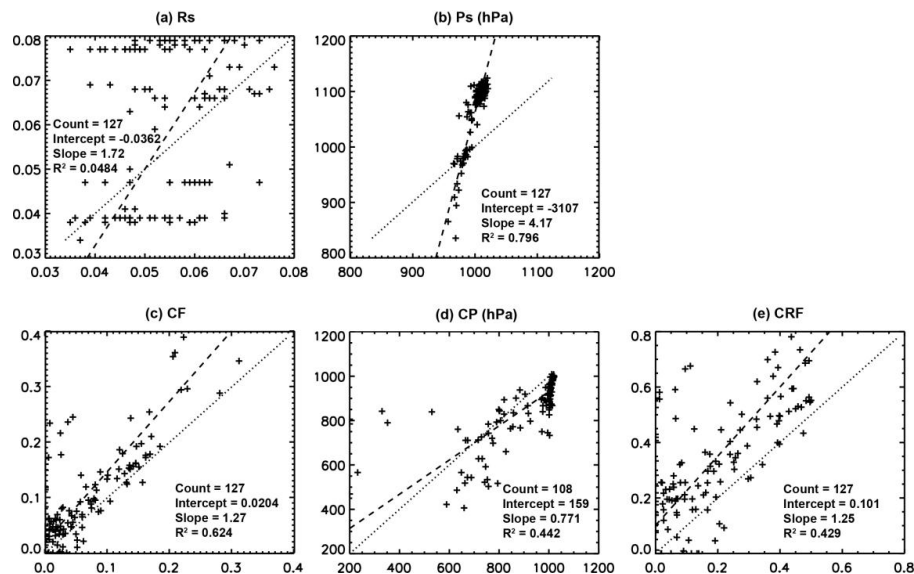 (a) Rs
0.08
0.07
0.06
0.05
0.04
0.03
Count = 127
Intercept = -0.0362
Slope = 1.72
R² = 0.0484
0.03 0.04 0.05 0.06 0.07 0.08
(b) Ps (hPa)
1200
1100
1000
900
800
Count = 127
Intercept = -3107
Slope = 4.17
R² = 0.796
800 900 1000 1100 1200
(c) CF
0.4
0.3
0.2
0.1
0.0
Count = 127
Intercept = 0.0204
Slope = 1.27
R² = 0.624
0.0 0.1 0.2 0.3 0.4
(d) CP (hPa)
1000
800
600
400
200
Count = 108
Intercept = 159
Slope = 0.771
R² = 0.442
200 400 600 800 1000 1200
(e) CRF
0.8
0.6
0.4
0.2
0.0
Count = 127
Intercept = 0.101
Slope = 1.25
R² = 0.429
0.0 0.2 0.4 0.6 0.8